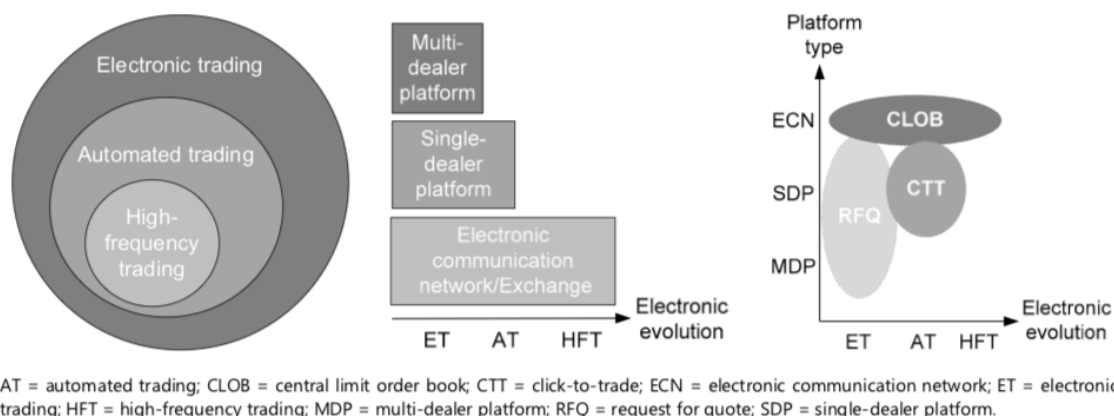 Electronic trading
Automated trading
High-
frequency
trading
Multi-
dealer
platform
Single-
dealer
platform
Electronic
communication
network/Exchange
Electronic
evolution
ET AT HFT
Platform
type
ECN
SDP
MDP
CLOB
CTT
RFQ
Electronic
evolution
ET AT HFT
AT = automated trading; CLOB = central limit order book; CTT = click-to-trade; ECN = electronic communication network; ET = electronic
trading; HFT = high-frequency trading; MDP = multi-dealer platform; RFQ = request for quote; SDP = single-dealer platform